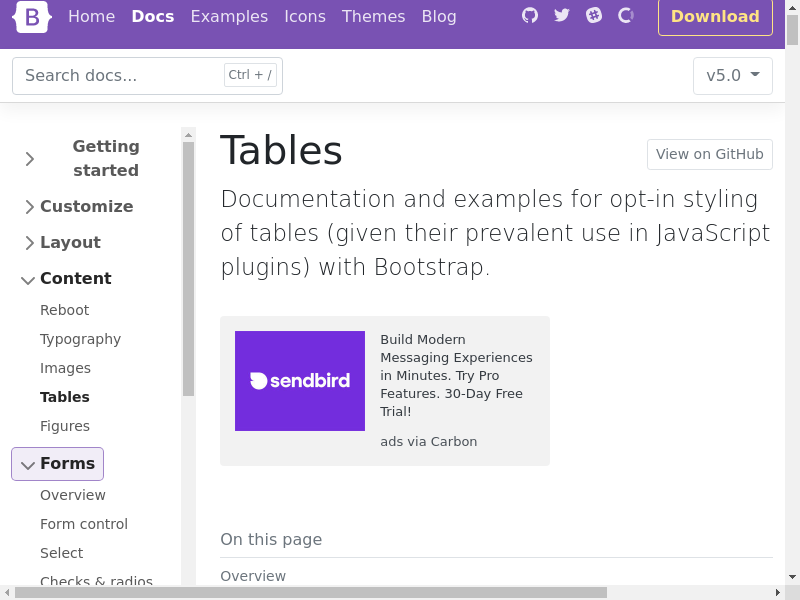 B Home Docs Examples Icons Themes Blog Download
Search docs... Ctrl + / v5.0
Getting
started
Customize
Layout
Content
Reboot
Typography
Images
Tables
Figures
Forms
Overview
Form control
Select
Checks & radios
Tables
View on GitHub
Documentation and examples for opt-in styling
of tables (given their prevalent use in JavaScript
plugins) with Bootstrap.
sendbird
Build Modern
Messaging Experiences
in Minutes. Try Pro
Features. 30-Day Free
Trial!
ads via Carbon
On this page
Overview